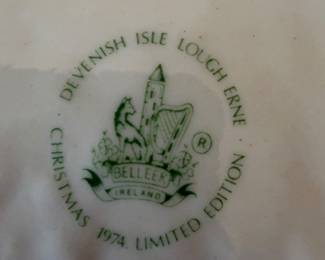 DEVENISH ISLE LOUGH ERNE
BELLEEK
IRELAND
®
CHRISTMAS 1974 LIMITED EDITION